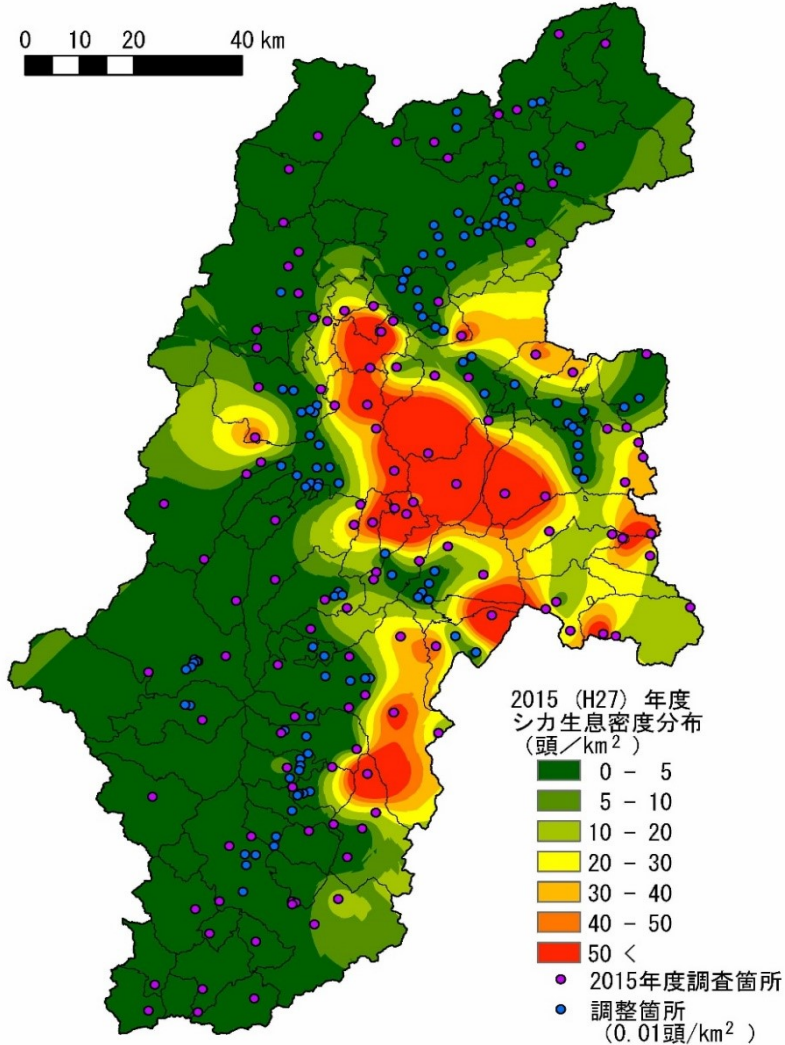 0 10 20 40 km
2015 (H27) 年度
シカ生息密度分布
(頭/km²)
0 - 5
5 - 10
10 - 20
20 - 30
30 - 40
40 - 50
50 <
2015年度調査箇所
調整箇所
(0.01頭/km²)